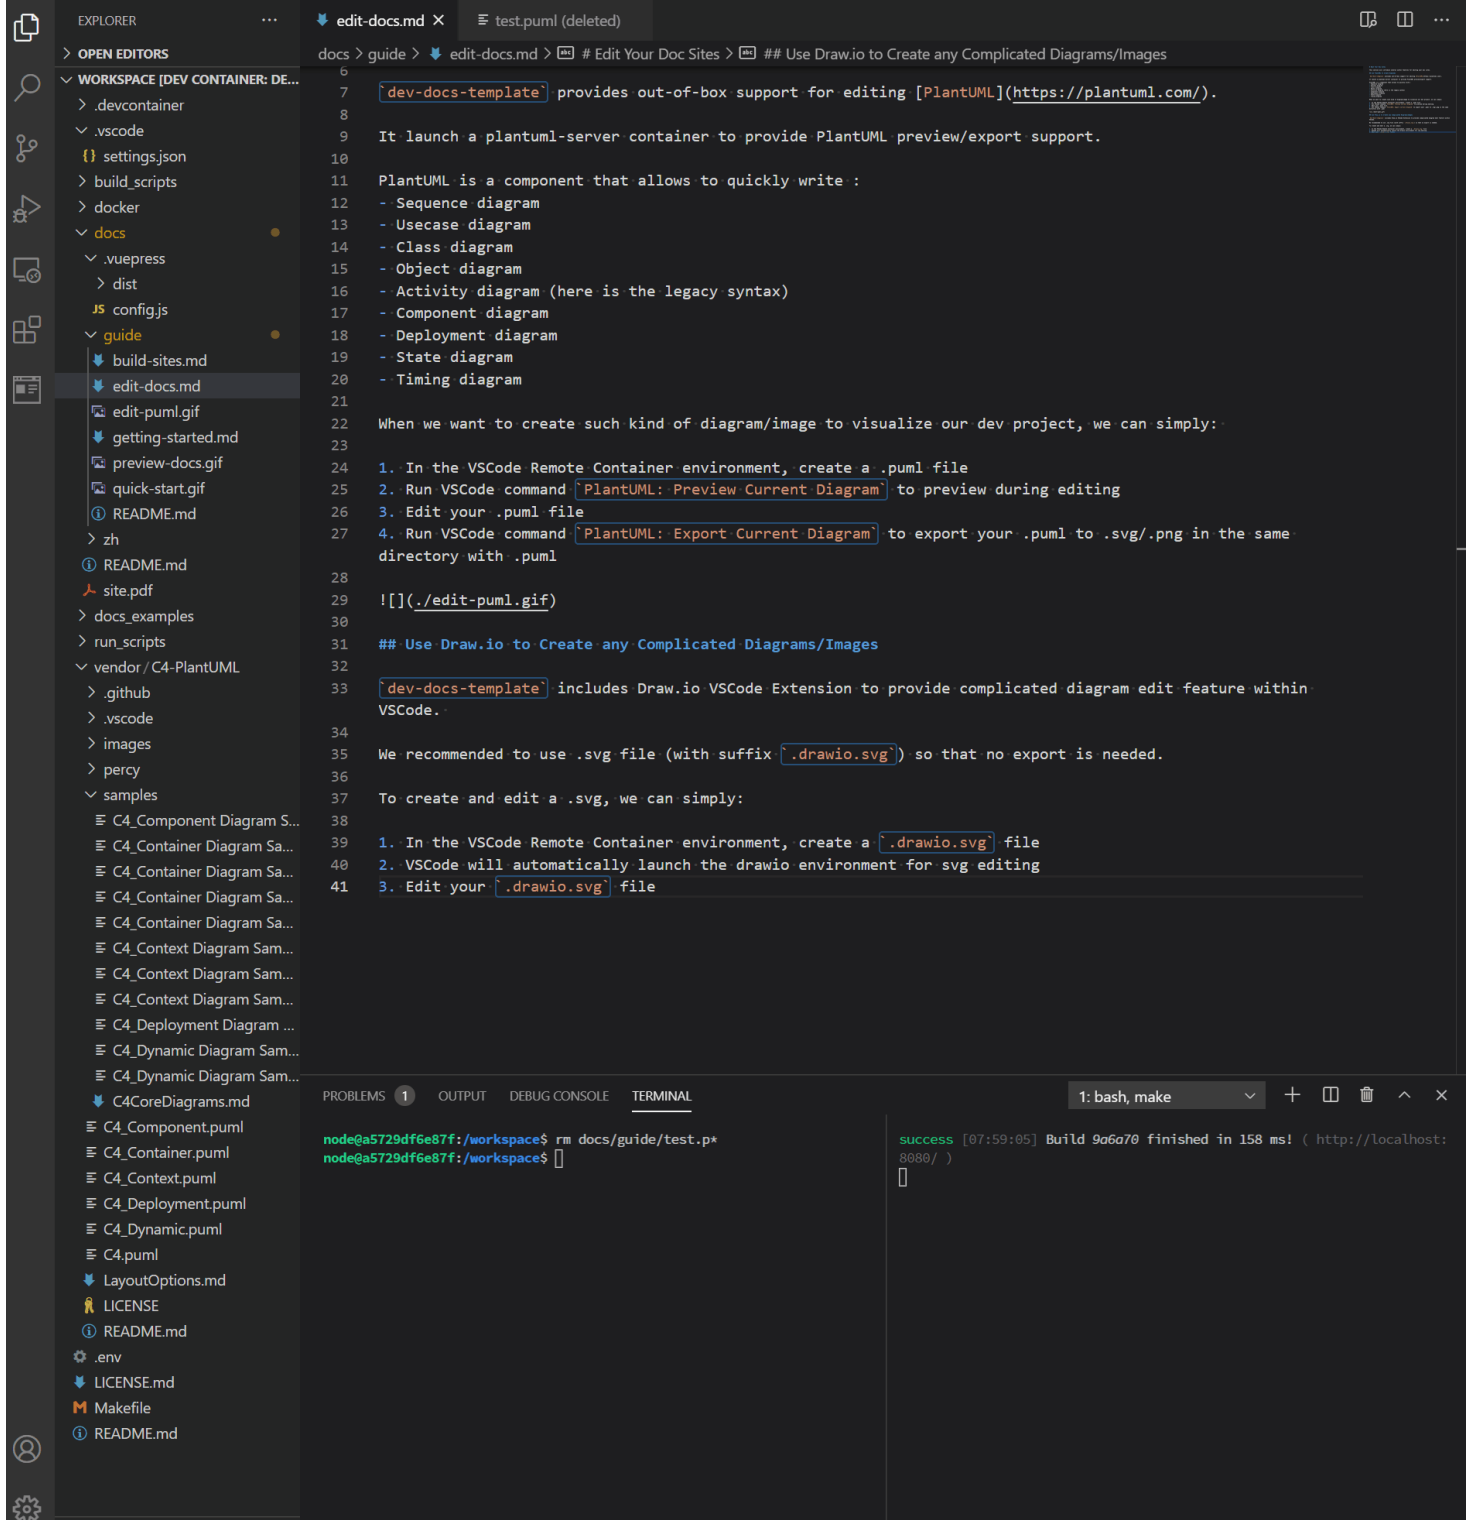 EXPLORER ···
OPEN EDITORS
WORKSPACE [DEV CONTAINER: DE...
.devcontainer
.vscode
{} settings.json
build_scripts
docker
docs
.vuepress
dist
JS config.js
guide
build-sites.md
edit-docs.md
edit-puml.gif
getting-started.md
preview-docs.gif
quick-start.gif
README.md
zh
README.md
site.pdf
docs_examples
run_scripts
vendor / C4-PlantUML
.github
.vscode
images
percy
samples
C4_Component Diagram S...
C4_Container Diagram Sa...
C4_Container Diagram Sa...
C4_Container Diagram Sa...
C4_Container Diagram Sa...
C4_Context Diagram Sam...
C4_Context Diagram Sam...
C4_Context Diagram Sam...
C4_Deployment Diagram ...
C4_Dynamic Diagram Sam...
C4_Dynamic Diagram Sam...
C4CoreDiagrams.md
C4_Component.puml
C4_Container.puml
C4_Context.puml
C4_Deployment.puml
C4_Dynamic.puml
C4.puml
LayoutOptions.md
LICENSE
README.md
.env
LICENSE.md
M Makefile
README.md
edit-docs.md × test.puml (deleted)
docs > guide > edit-docs.md > # Edit Your Doc Sites > ## Use Draw.io to Create any Complicated Diagrams/Images
6
7 `dev-docs-template` provides out-of-box support for editing [PlantUML](https://plantuml.com/).
8
9 It launch a plantuml-server container to provide PlantUML preview/export support.
10
11 PlantUML is a component that allows to quickly write :
12 - Sequence diagram
13 - Usecase diagram
14 - Class diagram
15 - Object diagram
16 - Activity diagram (here is the legacy syntax)
17 - Component diagram
18 - Deployment diagram
19 - State diagram
20 - Timing diagram
21
22 When we want to create such kind of diagram/image to visualize our dev project, we can simply:
23
24 1. In the VSCode Remote Container environment, create a .puml file
25 2. Run VSCode command `PlantUML: Preview Current Diagram` to preview during editing
26 3. Edit your .puml file
27 4. Run VSCode command `PlantUML: Export Current Diagram` to export your .puml to .svg/.png in the same
directory with .puml
28
29 ![](./edit-puml.gif)
30
31 ## Use Draw.io to Create any Complicated Diagrams/Images
32
33 `dev-docs-template` includes Draw.io VSCode Extension to provide complicated diagram edit feature within
VSCode.
34
35 We recommended to use .svg file (with suffix `.drawio.svg`) so that no export is needed.
36
37 To create and edit a .svg, we can simply:
38
39 1. In the VSCode Remote Container environment, create a `.drawio.svg` file
40 2. VSCode will automatically launch the drawio environment for svg editing
41 3. Edit your `.drawio.svg` file
PROBLEMS 1 OUTPUT DEBUG CONSOLE TERMINAL 1: bash, make
node@a5729df6e87f:/workspace$ rm docs/guide/test.p*
node@a5729df6e87f:/workspace$
success [07:59:05] Build 9a6a70 finished in 158 ms! ( http://localhost:
8080/ )